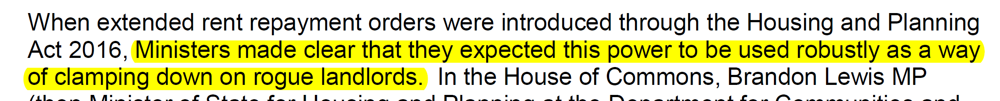 When extended rent repayment orders were introduced through the Housing and Planning
Act 2016, Ministers made clear that they expected this power to be used robustly as a way
of clamping down on rogue landlords. In the House of Commons, Brandon Lewis MP
(then Minister of State for Housing and Planning at the Department for Communities and